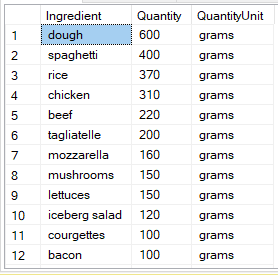 Ingredient Quantity QuantityUnit
1 dough 600 grams
2 spaghetti 400 grams
3 rice 370 grams
4 chicken 310 grams
5 beef 220 grams
6 tagliatelle 200 grams
7 mozzarella 160 grams
8 mushrooms 150 grams
9 lettuces 150 grams
10 iceberg salad 120 grams
11 courgettes 100 grams
12 bacon 100 grams